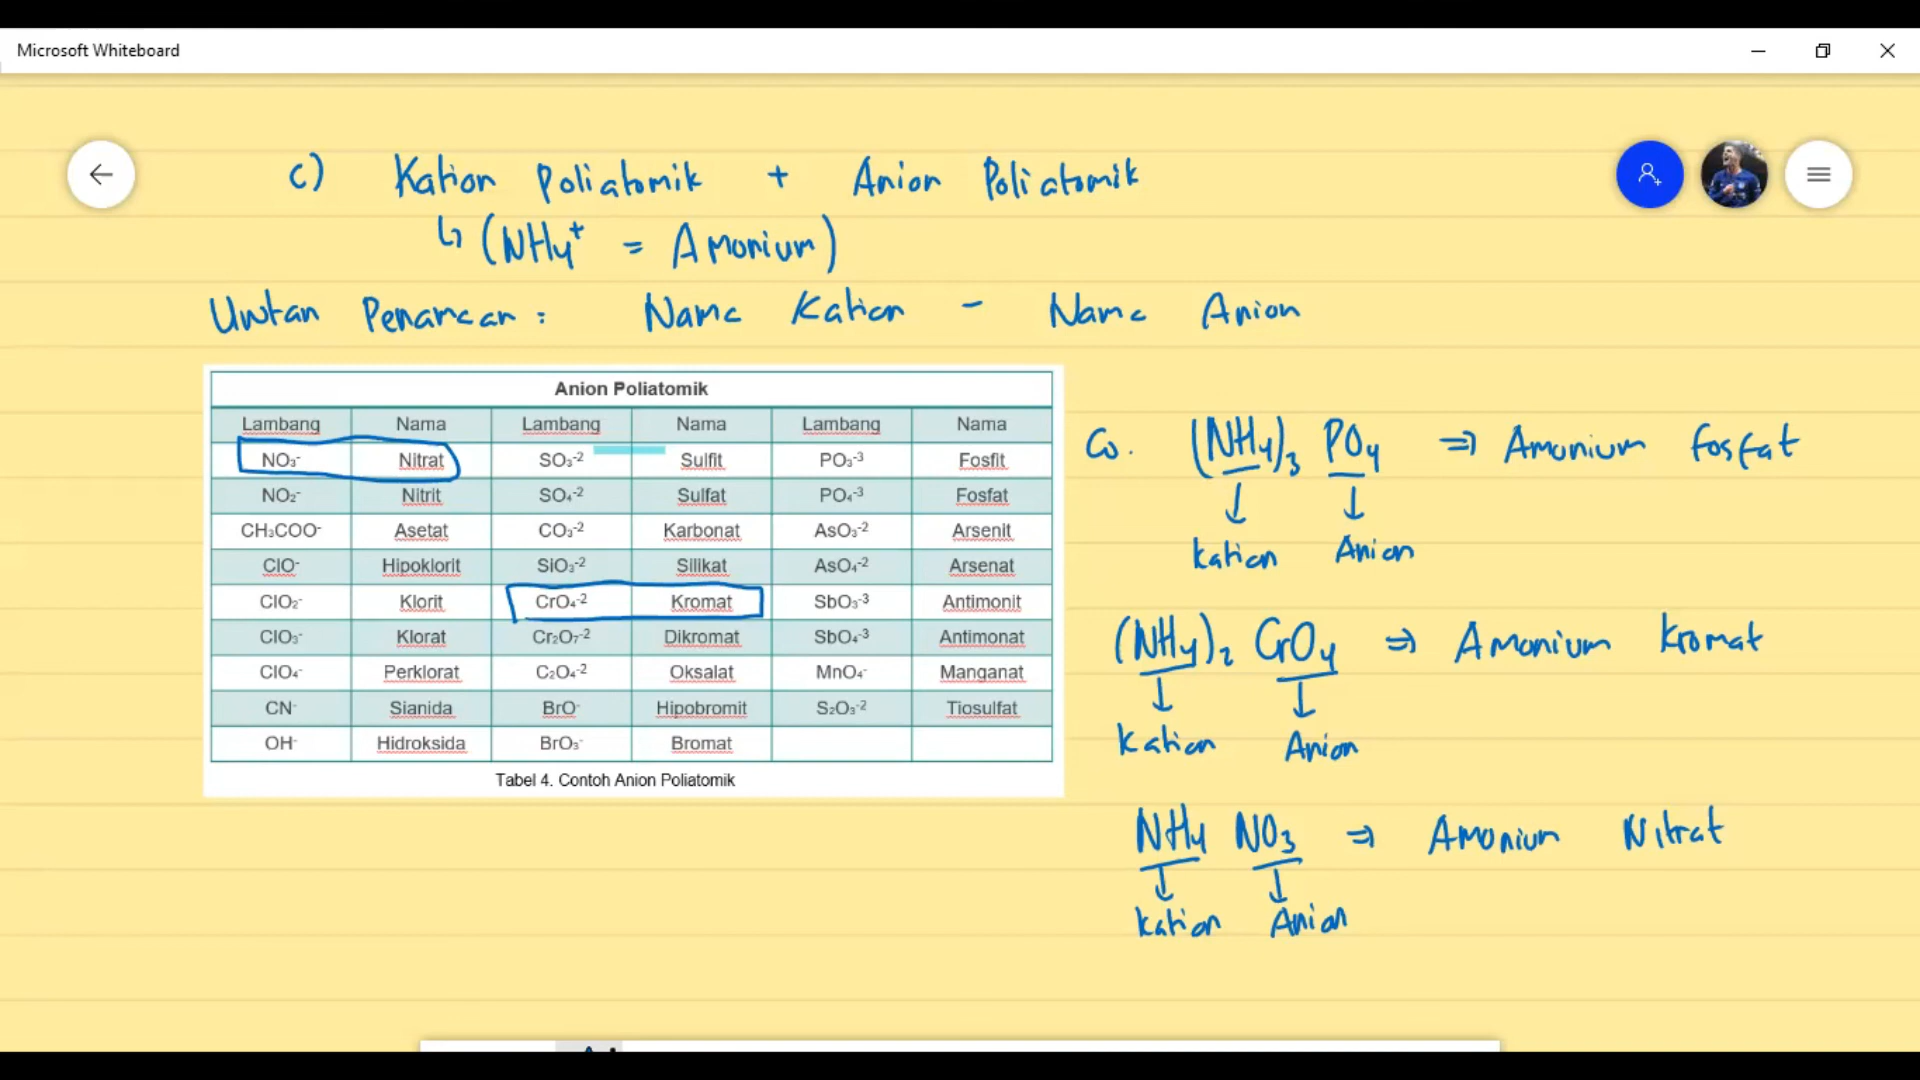 Microsoft Whiteboard
c) Kation Poliatomik + Anion Poliatomik
↳ (NH₄⁺ = Amonium)
Urutan Penamaan : Nama Kation - Nama Anion
Anion Poliatomik
Lambang Nama Lambang Nama Lambang Nama
NO₃⁻ Nitrat SO₃⁻² Sulfit PO₃⁻³ Fosfit
NO₂⁻ Nitrit SO₄⁻² Sulfat PO₄⁻³ Fosfat
CH₃COO⁻ Asetat CO₃⁻² Karbonat AsO₃⁻² Arsenit
ClO⁻ Hipoklorit SiO₃⁻² Silikat AsO₄⁻² Arsenat
ClO₂⁻ Klorit CrO₄⁻² Kromat SbO₃⁻³ Antimonit
ClO₃⁻ Klorat Cr₂O₇⁻² Dikromat SbO₄⁻³ Antimonat
ClO₄⁻ Perklorat C₂O₄⁻² Oksalat MnO₄⁻ Manganat
CN⁻ Sianida BrO⁻ Hipobromit S₂O₃⁻² Tiosulfat
OH⁻ Hidroksida BrO₃⁻ Bromat
Tabel 4. Contoh Anion Poliatomik
Co. (NH₄)₃ PO₄ ⇒ Amonium fosfat
↓ ↓
kation Anion
(NH₄)₂ CrO₄ ⇒ Amonium Kromat
↓ ↓
kation Anion
NH₄ NO₃ ⇒ Amonium Nitrat
↓ ↓
kation Anion